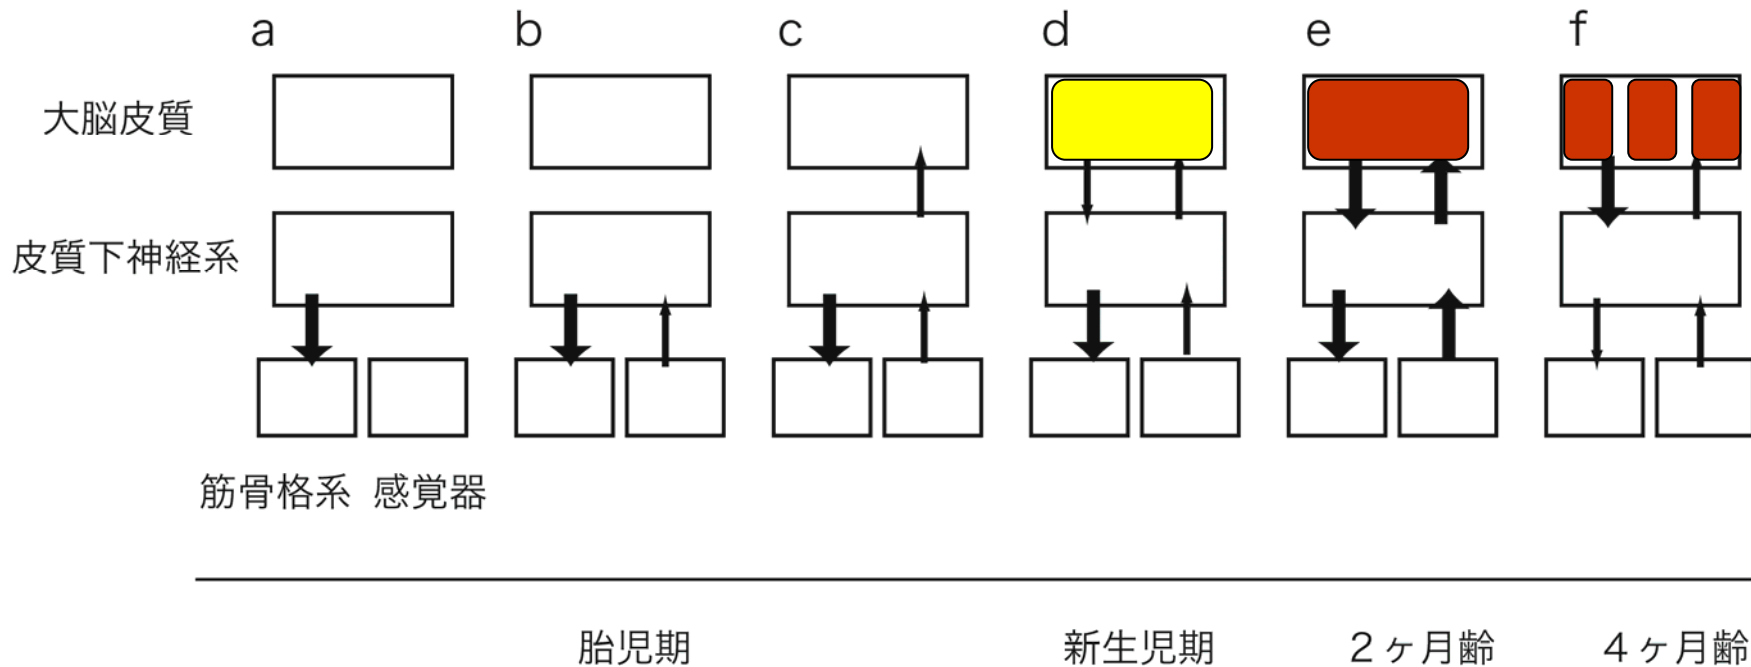 a b c d e f
大脳皮質
皮質下神経系
筋骨格系 感覚器
胎児期 新生児期 2ヶ月齢 4ヶ月齢